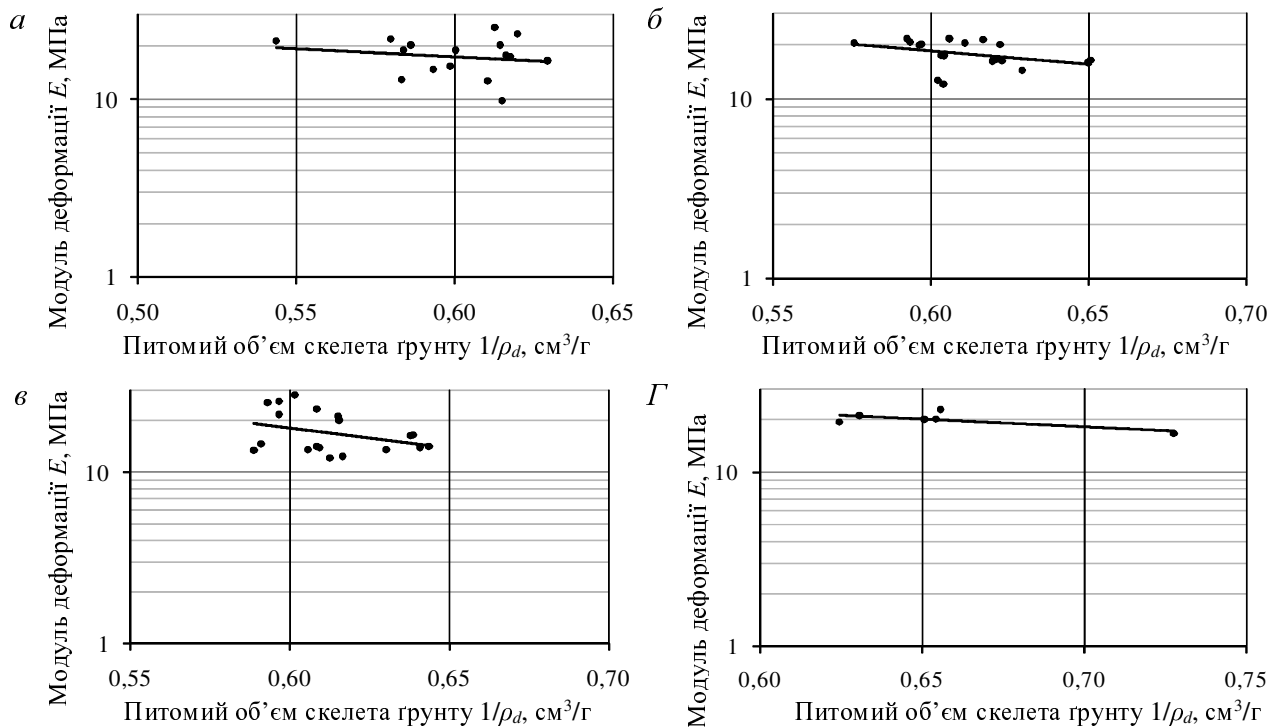 а
Модуль деформації E, МПа
10
1
0,50
0,55
0,60
0,65
Питомий об’єм скелета ґрунту 1/ρd, см³/г
б
Модуль деформації E, МПа
10
1
0,55
0,60
0,65
0,70
Питомий об’єм скелета ґрунту 1/ρd, см³/г
в
Модуль деформації E, МПа
10
1
0,55
0,60
0,65
0,70
Питомий об’єм скелета ґрунту 1/ρd, см³/г
Г
Модуль деформації E, МПа
10
1
0,60
0,65
0,70
0,75
Питомий об’єм скелета ґрунту 1/ρd, см³/г